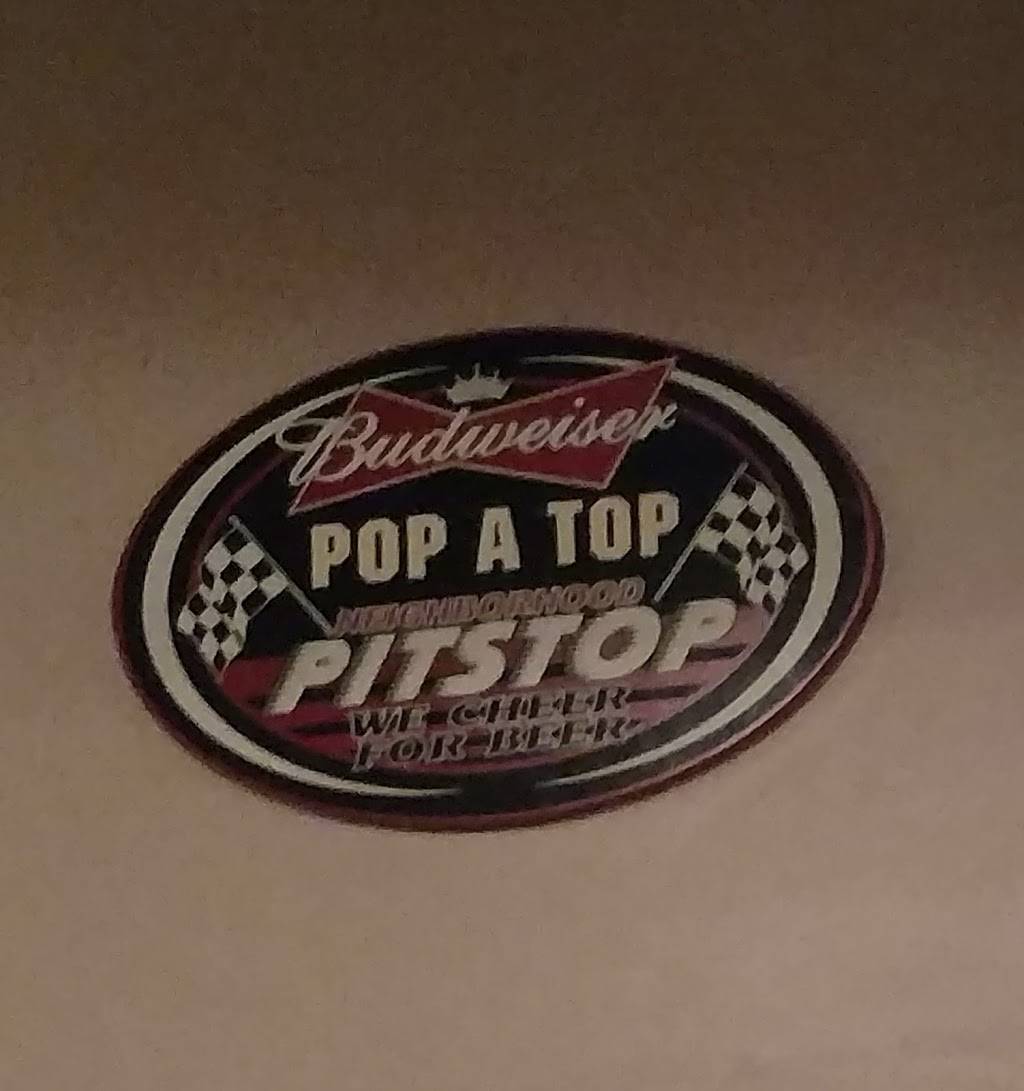 Budweiser
POP A TOP
NEIGHBORHOOD
PITSTOP
WE CHEER
FOR BEER